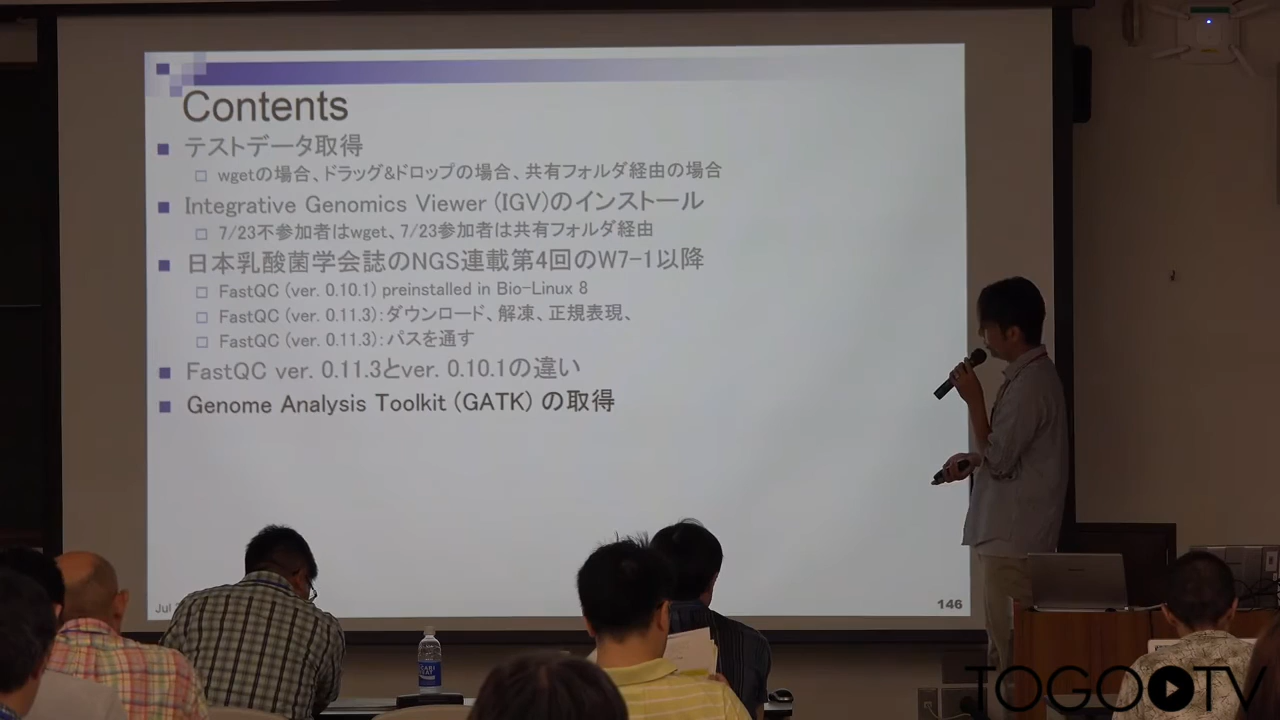 Contents
テストデータ取得
wgetの場合、ドラッグ&ドロップの場合、共有フォルダ経由の場合
Integrative Genomics Viewer (IGV)のインストール
7/23不参加者はwget、7/23参加者は共有フォルダ経由
日本乳酸菌学会誌のNGS連載第4回のW7-1以降
FastQC (ver. 0.10.1) preinstalled in Bio-Linux 8
FastQC (ver. 0.11.3):ダウンロード、解凍、正規表現、
FastQC (ver. 0.11.3):パスを通す
FastQC ver. 0.11.3とver. 0.10.1の違い
Genome Analysis Toolkit (GATK) の取得
Jul
146
TOGOTV